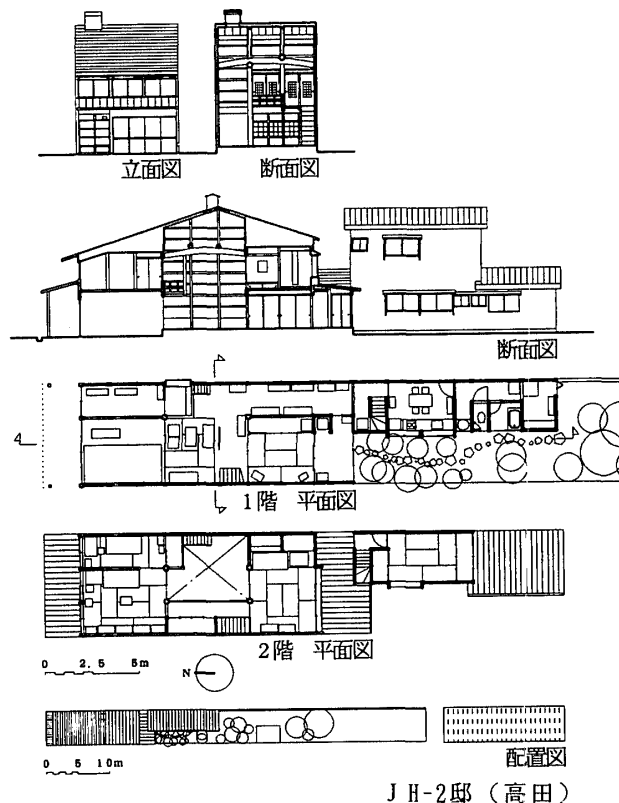 立面図 断面図
断面図
1階 平面図
2階 平面図
0 2.5 5m
N
0 5 10m
配置図
JH-2邸（高田）